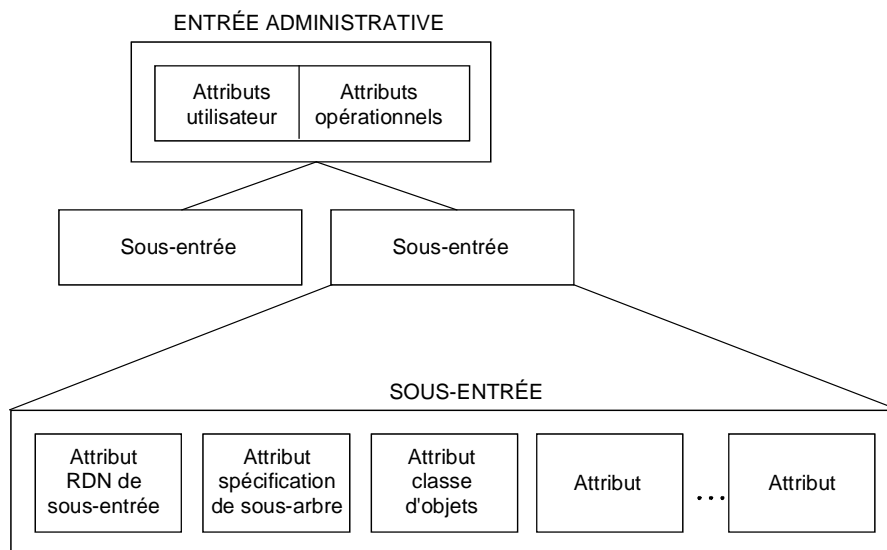 ENTRÉE ADMINISTRATIVE
Attributs
utilisateur
Attributs
opérationnels
Sous-entrée
Sous-entrée
SOUS-ENTRÉE
Attribut
RDN de
sous-entrée
Attribut
spécification
de sous-arbre
Attribut
classe
d'objets
Attribut
...
Attribut